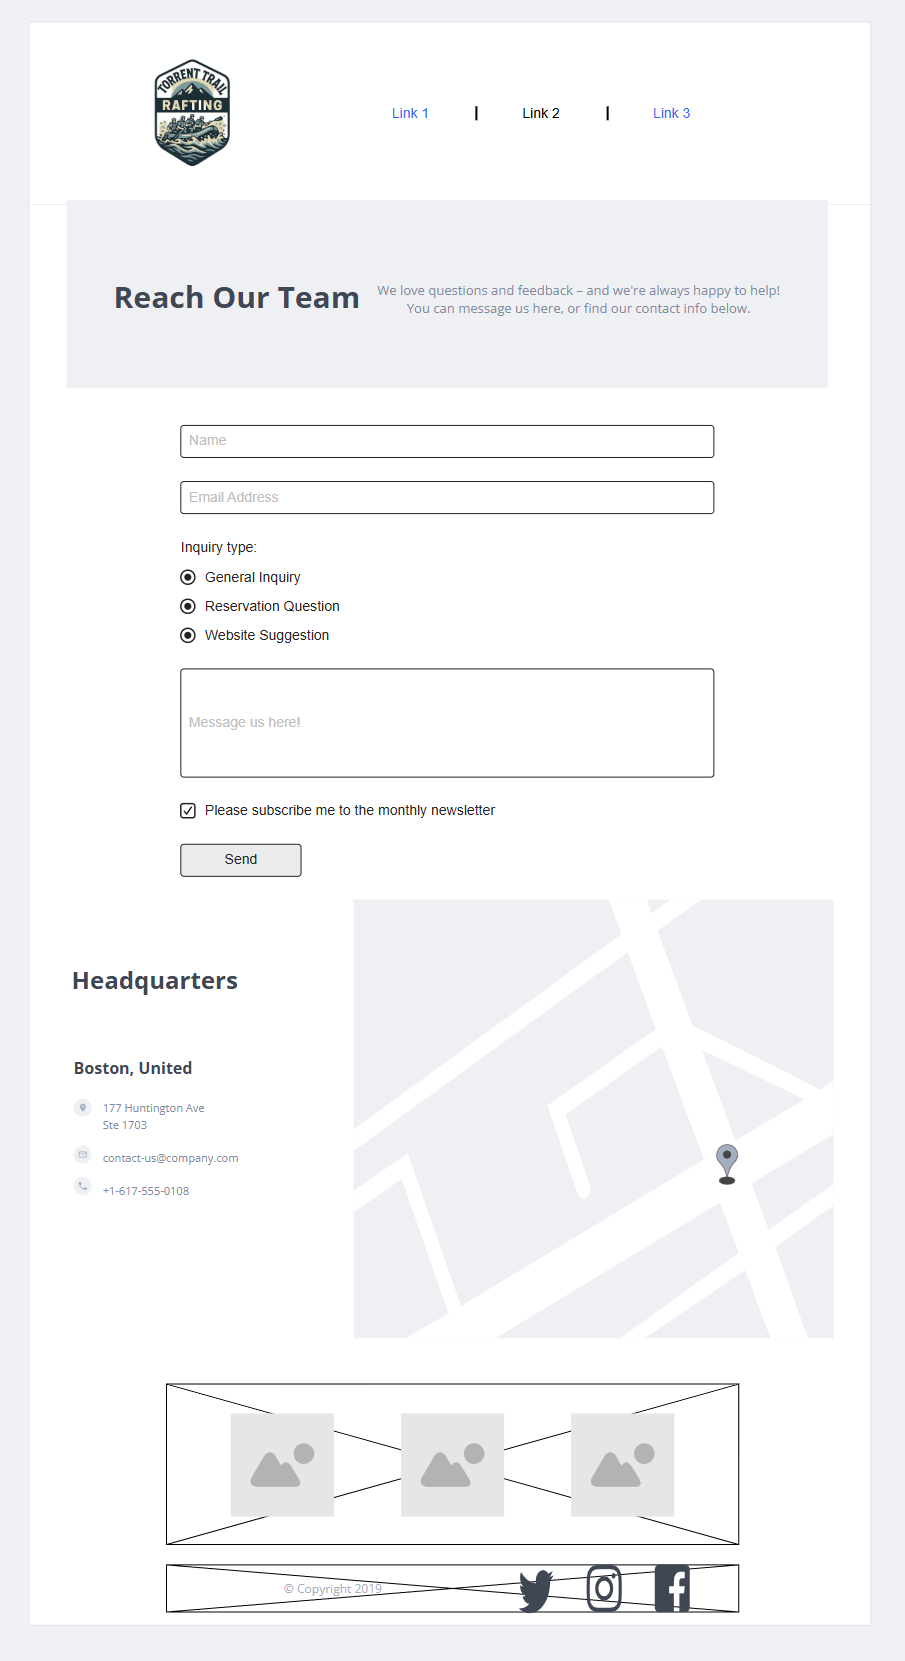 TORRENT TRAIL
RAFTING
Link 1
Link 2
Link 3
Reach Our Team
We love questions and feedback – and we're always happy to help!
You can message us here, or find our contact info below.
Name
Email Address
Inquiry type:
General Inquiry
Reservation Question
Website Suggestion
Message us here!
Please subscribe me to the monthly newsletter
Send
Headquarters
Boston, United
177 Huntington Ave
Ste 1703
contact-us@company.com
+1-617-555-0108
© Copyright 2019